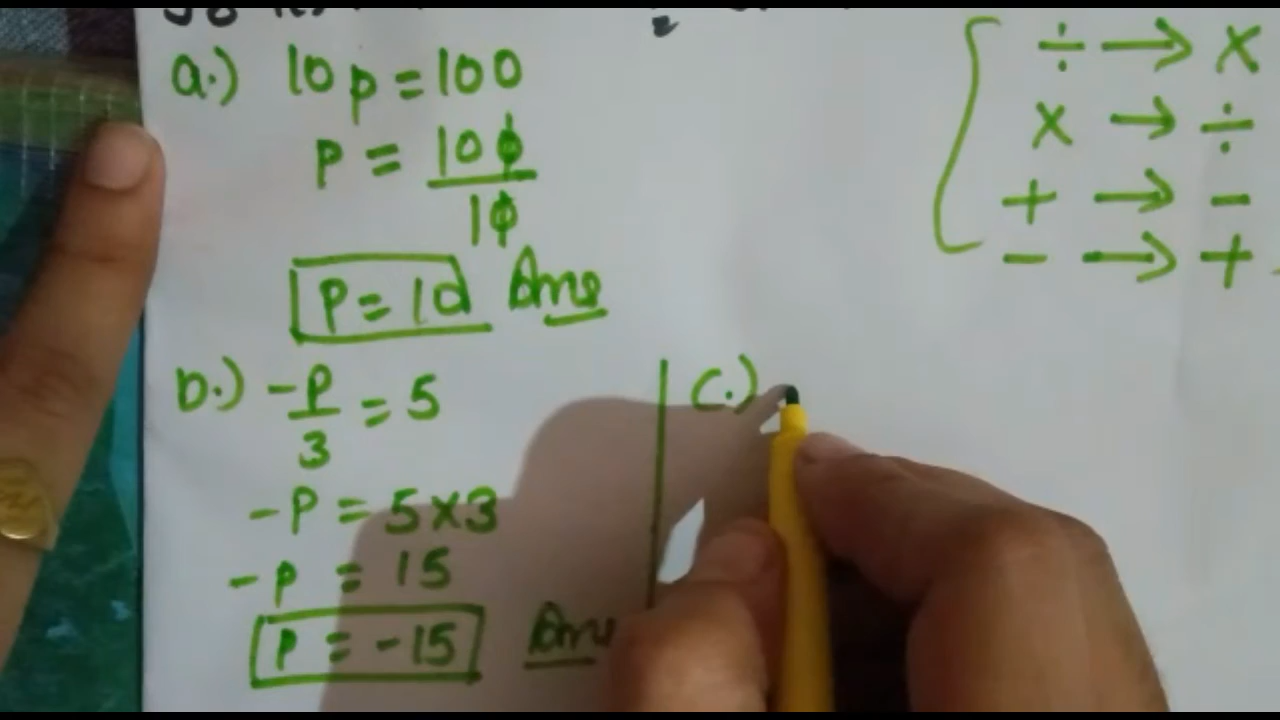 a.) 10p = 100
p = 100/10
p = 10 Ans
b.) -p/3 = 5
-p = 5×3
-p = 15
p = -15 Ans
c.)
÷ → ×
× → ÷
+ → -
- → +